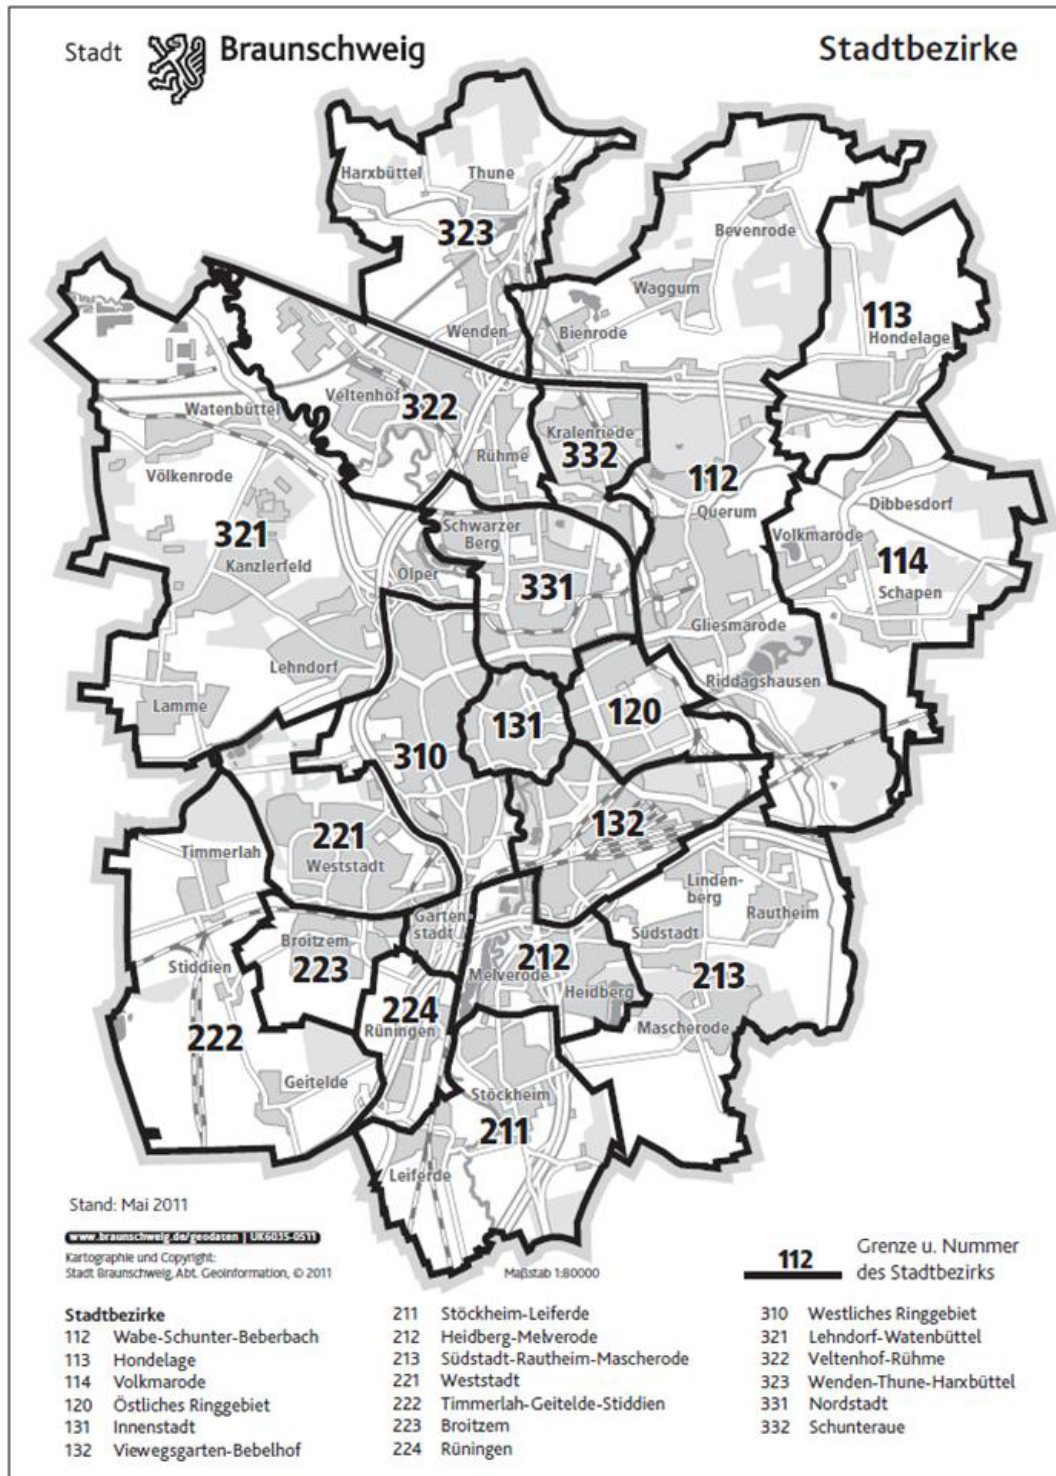 Stadt Braunschweig
Stadtbezirke
Harxbüttel
Thune
323
Bevenrode
Waggum
113
Wenden
Bienrode
Hondelage
Veltenhof
322
Watenbüttel
Kralenriede
332
Rühme
Völkenrode
112
Dibbesdorf
Querum
Schwarzer
Berg
321
Volkmarode
Kanzlerfeld
Ölper
331
114
Schapen
Gliesmarode
Lehndorf
Riddagshausen
Lamme
131
120
310
132
221
Timmerlah
Weststadt
Linden-
berg
Garten-
stadt
Rautheim
Broitzem
Südstadt
212
Stiddien
223
Melverode
213
Heidberg
224
Rüningen
Mascherode
222
Geitelde
Stöckheim
211
Leiferde
Stand: Mai 2011
www.braunschweig.de/geodaten | UK6035-0511
Kartographie und Copyright:
Stadt Braunschweig, Abt. Geoinformation, © 2011
Maßstab 1:80000
112
Grenze u. Nummer
des Stadtbezirks
Stadtbezirke
112 Wabe-Schunter-Beberbach
113 Hondelage
114 Volkmarode
120 Östliches Ringgebiet
131 Innenstadt
132 Viewegsgarten-Bebelhof
211 Stöckheim-Leiferde
212 Heidberg-Melverode
213 Südstadt-Rautheim-Mascherode
221 Weststadt
222 Timmerlah-Geitelde-Stiddien
223 Broitzem
224 Rüningen
310 Westliches Ringgebiet
321 Lehndorf-Watenbüttel
322 Veltenhof-Rühme
323 Wenden-Thune-Harxbüttel
331 Nordstadt
332 Schunteraue